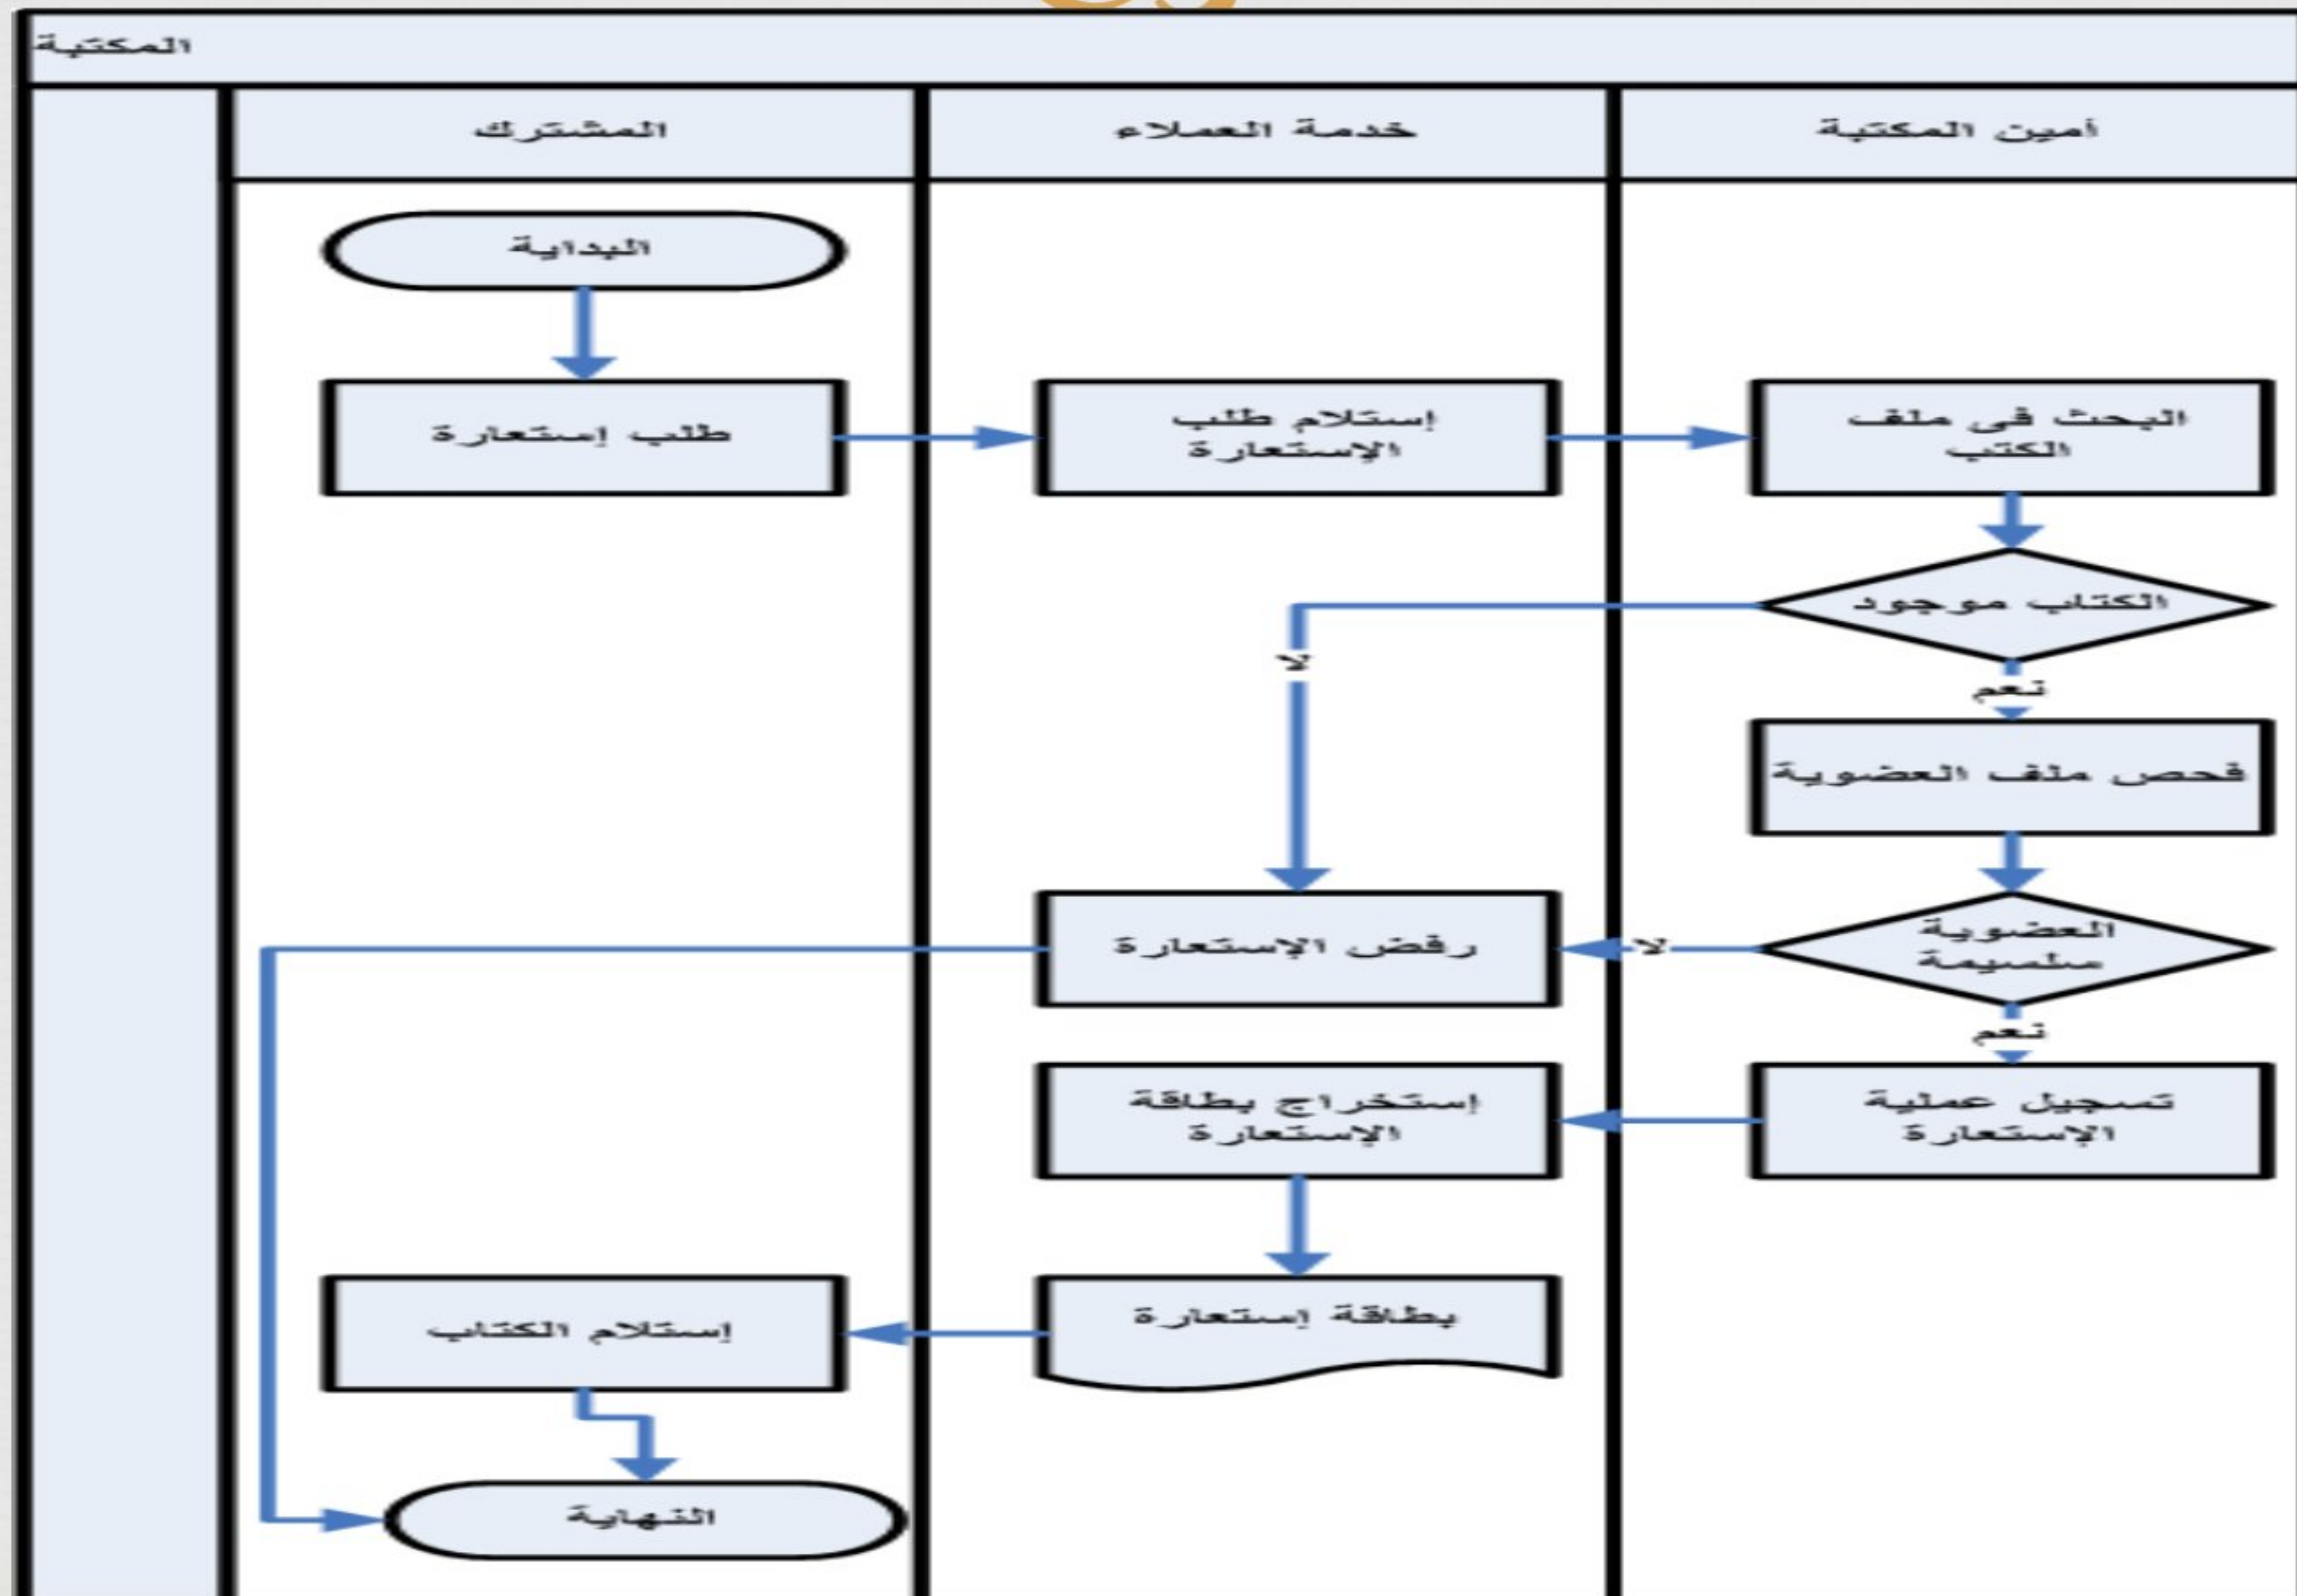 المكتبة
المشترك
خدمة العملاء
أمين المكتبة
البداية
طلب إستعارة
إستلام طلب
الإستعارة
البحث فى ملف
الكتب
الكتاب موجود
لا
نعم
فحص ملف العضوية
رفض الإستعارة
لا
العضوية
سلسيمة
نعم
إستخراج بطاقة
الإستعارة
تسجيل عملية
الإستعارة
إستلام الكتاب
بطاقة إستعارة
النهاية